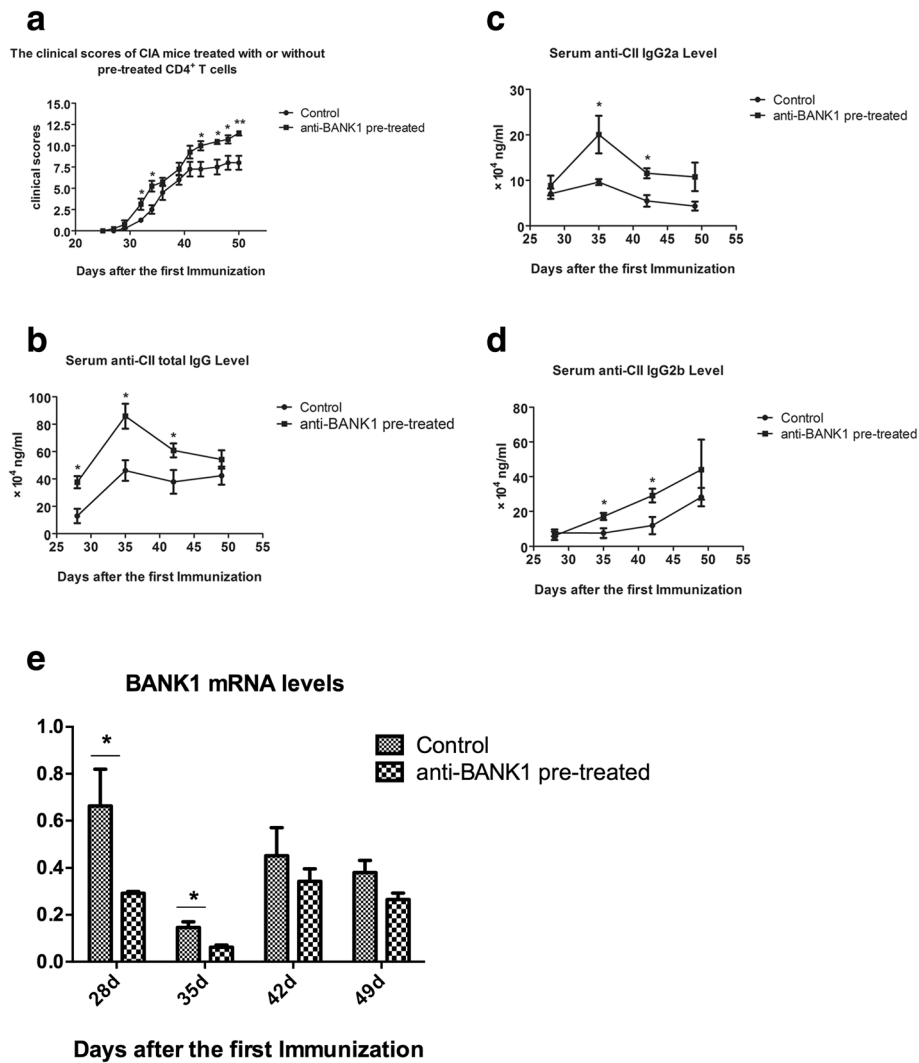 a
The clinical scores of CIA mice treated with or without
pre-treated CD4+ T cells
clinical scores
15.0
12.5
10.0
7.5
5.0
2.5
0.0
20 30 40 50
* * * * * **
Control
anti-BANK1 pre-treated
Days after the first Immunization
c
Serum anti-CII IgG2a Level
× 10⁴ ng/ml
30
20
10
0
25 30 35 40 45 50 55
* *
Control
anti-BANK1 pre-treated
Days after the first Immunization
b
Serum anti-CII total IgG Level
× 10⁴ ng/ml
100
80
60
40
20
0
25 30 35 40 45 50 55
* * *
Control
anti-BANK1 pre-treated
Days after the first Immunization
d
Serum anti-CII IgG2b Level
× 10⁴ ng/ml
80
60
40
20
0
25 30 35 40 45 50 55
* *
Control
anti-BANK1 pre-treated
Days after the first Immunization
e
BANK1 mRNA levels
1.0
0.8
0.6
0.4
0.2
0.0
* *
28d 35d 42d 49d
Control
anti-BANK1 pre-treated
Days after the first Immunization